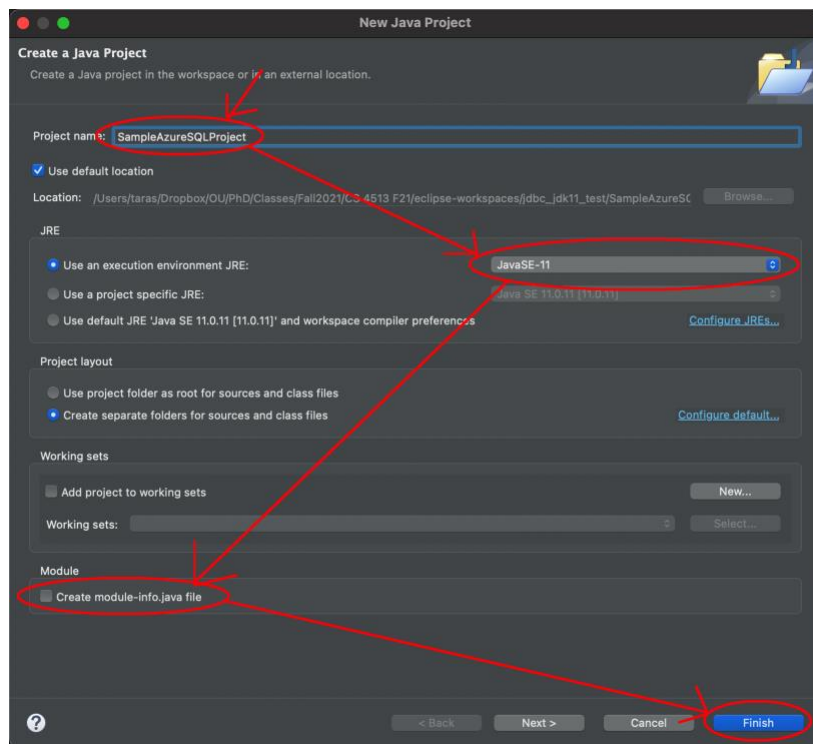 New Java Project
Create a Java Project
Create a Java project in the workspace or in an external location.
Project name: SampleAzureSQLProject
Use default location
Location: /Users/taras/Dropbox/OU/PhD/Classes/Fall2021/CS 4513 F21/eclipse-workspaces/jdbc_jdk11_test/SampleAzureSQ Browse...
JRE
Use an execution environment JRE: JavaSE-11
Use a project specific JRE: Java SE 11.0.11 [11.0.11]
Use default JRE 'Java SE 11.0.11 [11.0.11]' and workspace compiler preferences Configure JREs...
Project layout
Use project folder as root for sources and class files
Create separate folders for sources and class files Configure default...
Working sets
Add project to working sets New...
Working sets: Select...
Module
Create module-info.java file
? < Back Next > Cancel Finish